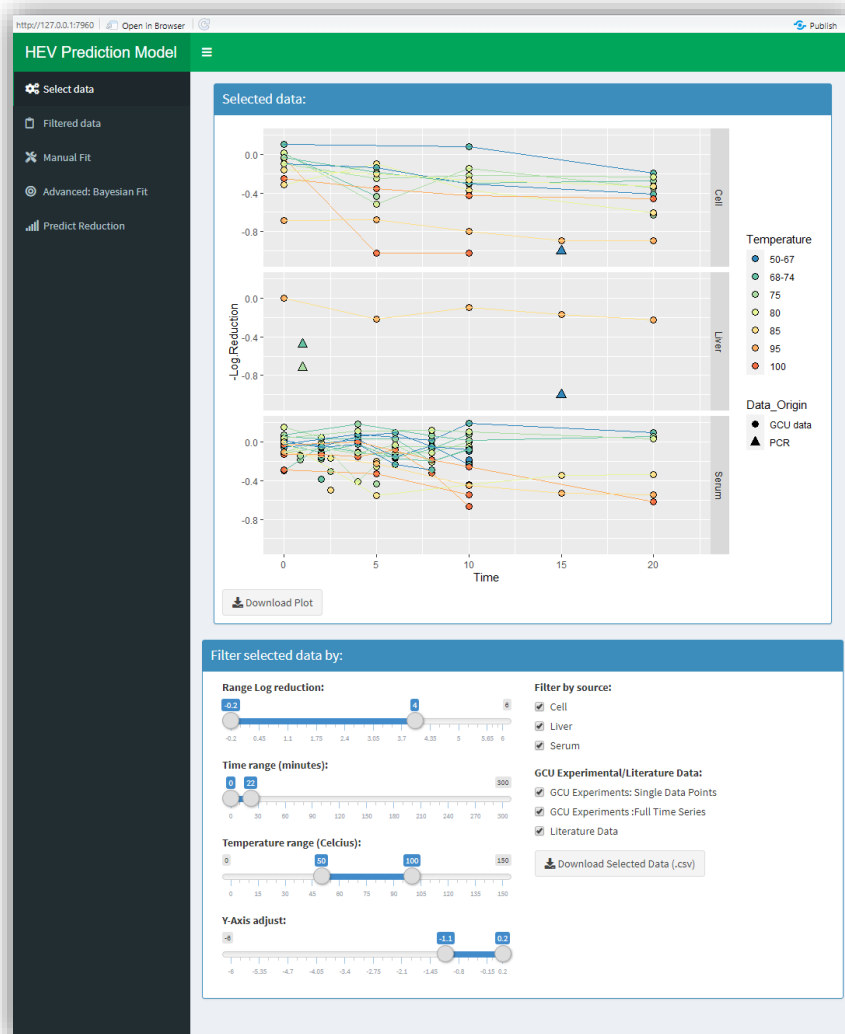 http://127.0.0.1:7960 Open in Browser Publish
HEV Prediction Model
Select data
Filtered data
Manual Fit
Advanced: Bayesian Fit
Predict Reduction
Selected data:
-Log.Reduction
0.0
-0.4
-0.8
Cell
0.0
-0.4
-0.8
Liver
0.0
-0.4
-0.8
Serum
0 5 10 15 20
Time
Temperature
50-67
68-74
75
80
85
95
100
Data_Origin
GCU data
PCR
Download Plot
Filter selected data by:
Range Log reduction:
-0.2 4 6
-0.2 0.45 1.1 1.75 2.4 3.05 3.7 4.35 5 5.65 6
Time range (minutes):
0 22 300
0 30 60 90 120 150 180 210 240 270 300
Temperature range (Celcius):
0 50 100 150
0 15 30 45 60 75 90 105 120 135 150
Y-Axis adjust:
-6 -1.1 0.2
-6 -5.35 -4.7 -4.05 -3.4 -2.75 -2.1 -1.45 -0.8 -0.15 0.2
Filter by source:
Cell
Liver
Serum
GCU Experimental/Literature Data:
GCU Experiments: Single Data Points
GCU Experiments :Full Time Series
Literature Data
Download Selected Data (.csv)